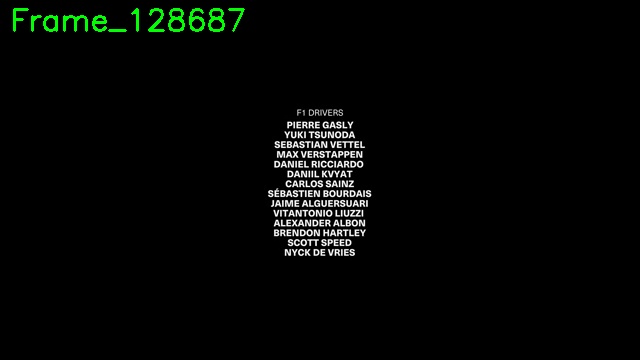 Frame_128687
F1 DRIVERS
PIERRE GASLY
YUKI TSUNODA
SEBASTIAN VETTEL
MAX VERSTAPPEN
DANIEL RICCIARDO
DANIIL KVYAT
CARLOS SAINZ
SÉBASTIEN BOURDAIS
JAIME ALGUERSUARI
VITANTONIO LIUZZI
ALEXANDER ALBON
BRENDON HARTLEY
SCOTT SPEED
NYCK DE VRIES